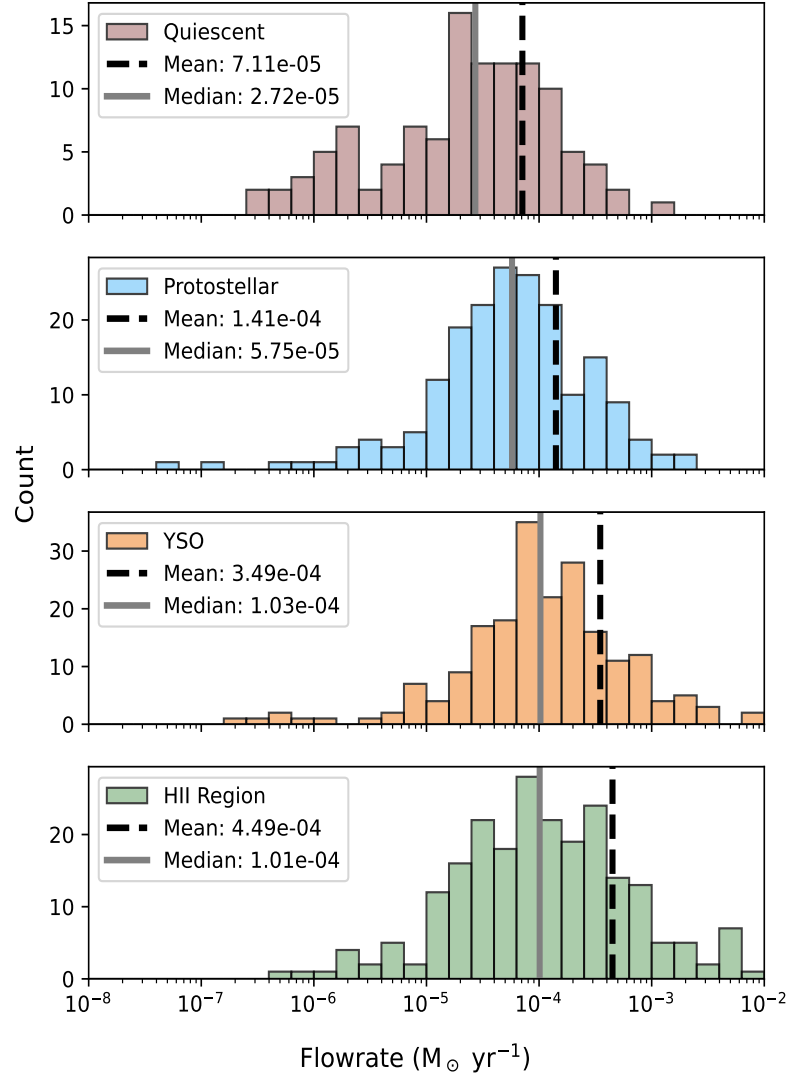 Quiescent
Mean: 7.11e-05
Median: 2.72e-05
15
10
5
0
Protostellar
Mean: 1.41e-04
Median: 5.75e-05
20
10
0
YSO
Mean: 3.49e-04
Median: 1.03e-04
30
20
10
0
HII Region
Mean: 4.49e-04
Median: 1.01e-04
20
10
0
10⁻⁸ 10⁻⁷ 10⁻⁶ 10⁻⁵ 10⁻⁴ 10⁻³ 10⁻²
Flowrate (M☉ yr⁻¹)
Count